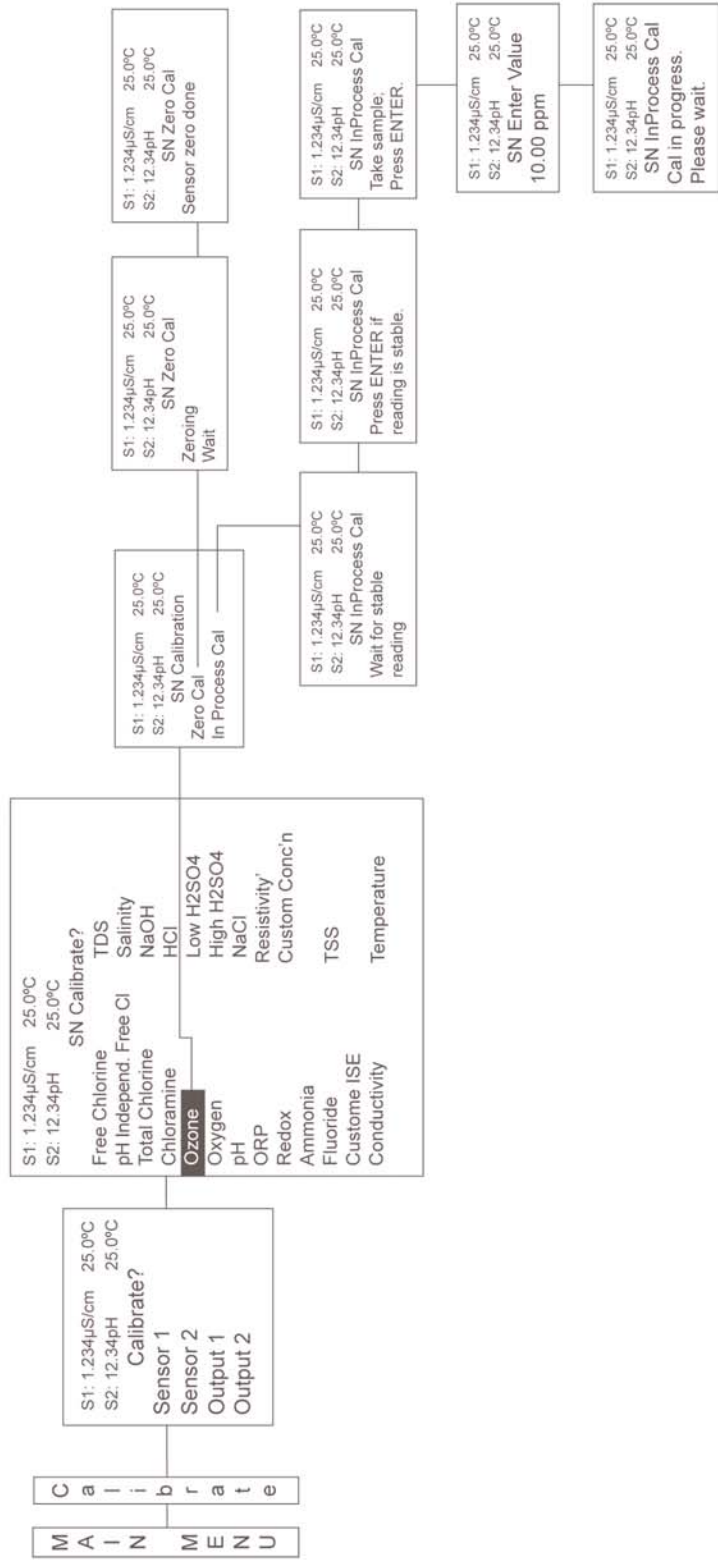 MAIN MENU
Calibrate
S1: 1.234µS/cm 25.0ºC
S2: 12.34pH 25.0ºC
Calibrate?
Sensor 1
Sensor 2
Output 1
Output 2
S1: 1.234µS/cm 25.0ºC
S2: 12.34pH 25.0ºC
SN Calibrate?
Free Chlorine TDS
pH Independ. Free Cl Salinity
Total Chlorine NaOH
Chloramine HCl
Ozone Low H2SO4
Oxygen High H2SO4
pH NaCl
ORP Resistivity'
Redox Custom Conc'n
Ammonia
Fluoride TSS
Custome ISE
Conductivity Temperature
S1: 1.234µS/cm 25.0ºC
S2: 12.34pH 25.0ºC
SN Calibration
Zero Cal
In Process Cal
S1: 1.234µS/cm 25.0ºC
S2: 12.34pH 25.0ºC
SN Zero Cal
Zeroing
Wait
S1: 1.234µS/cm 25.0ºC
S2: 12.34pH 25.0ºC
SN Zero Cal
Sensor zero done
S1: 1.234µS/cm 25.0ºC
S2: 12.34pH 25.0ºC
SN InProcess Cal
Wait for stable
reading
S1: 1.234µS/cm 25.0ºC
S2: 12.34pH 25.0ºC
SN InProcess Cal
Press ENTER if
reading is stable.
S1: 1.234µS/cm 25.0ºC
S2: 12.34pH 25.0ºC
SN InProcess Cal
Take sample;
Press ENTER.
S1: 1.234µS/cm 25.0ºC
S2: 12.34pH 25.0ºC
SN Enter Value
10.00 ppm
S1: 1.234µS/cm 25.0ºC
S2: 12.34pH 25.0ºC
SN InProcess Cal
Cal in progress.
Please wait.